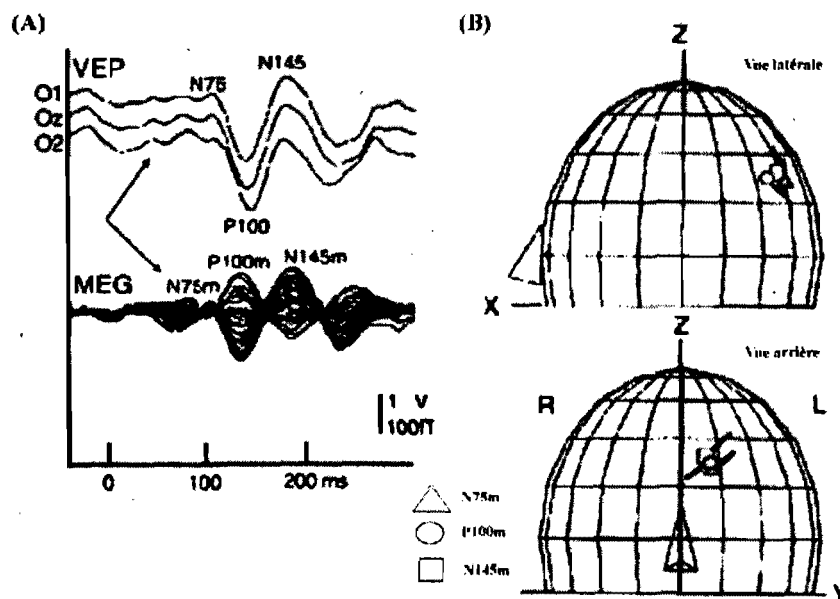 (A)
VEP
N75
N145
O1
Oz
O2
P100
P100m
N145m
MEG
N75m
1 V
100fT
0 100 200 ms
(B)
Z
Vue latérale
X
Z
Vue arrière
R L
N75m
P100m
N145m
Y